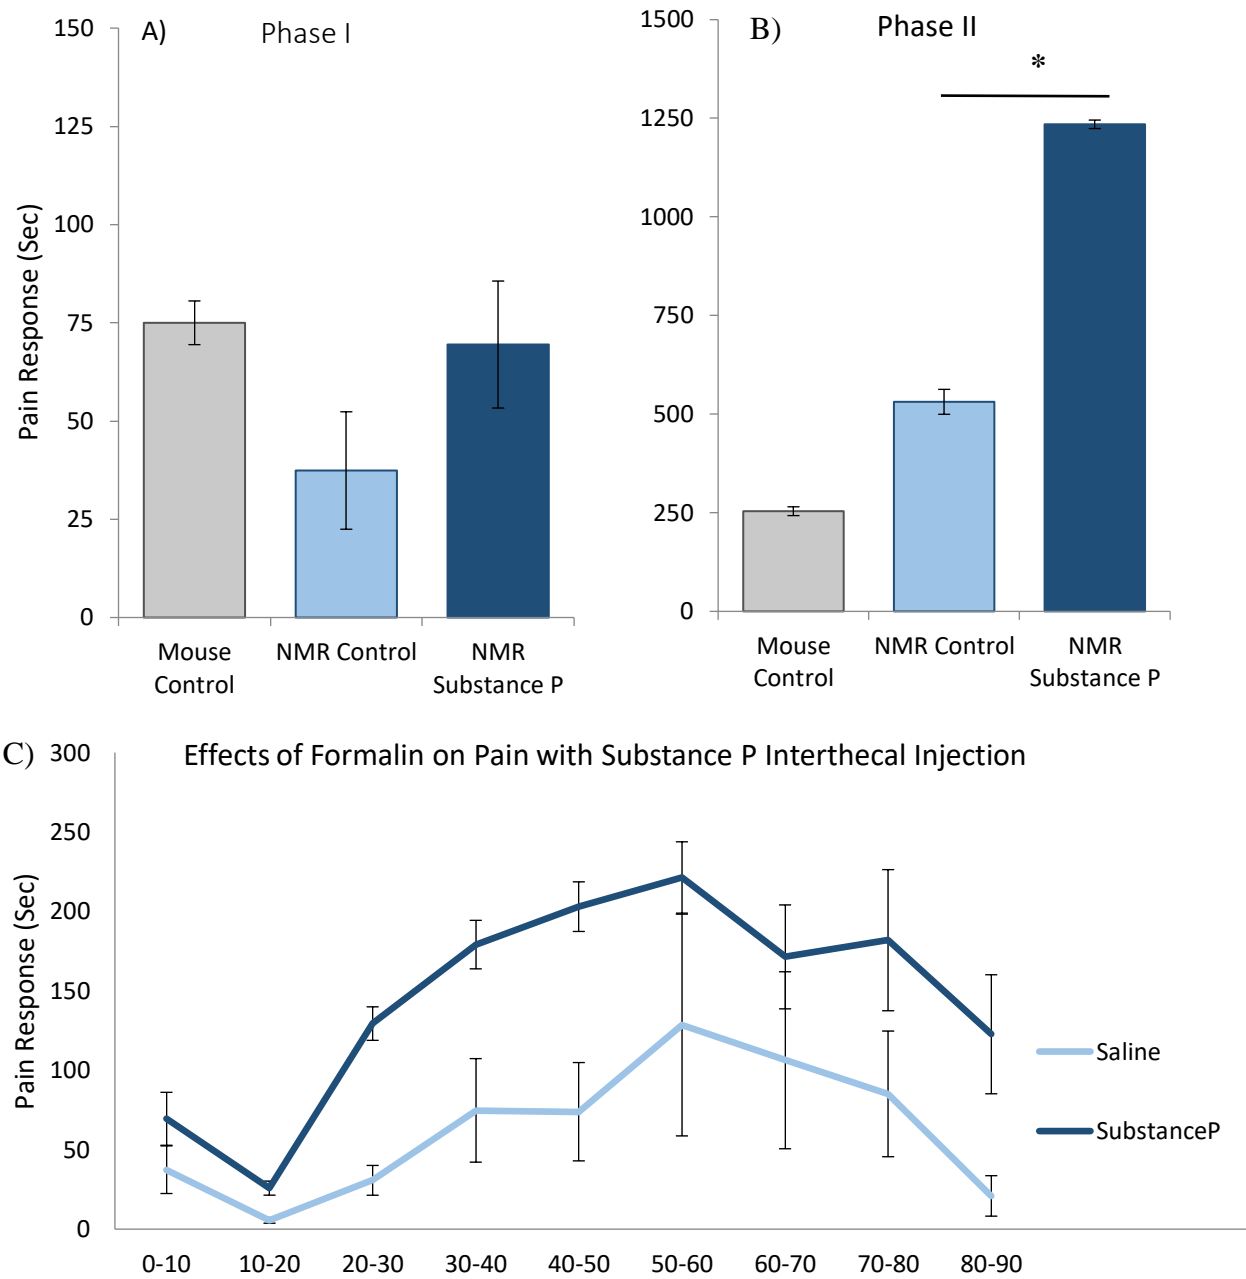 A)
Phase I
150
125
100
75
50
25
0
Pain Response (Sec)
Mouse
Control
NMR Control
NMR
Substance P
B)
Phase II
*
1500
1250
1000
750
500
250
0
Mouse
Control
NMR Control
NMR
Substance P
C)
Effects of Formalin on Pain with Substance P Interthecal Injection
300
250
200
150
100
50
0
Pain Response (Sec)
Saline
SubstanceP
0-10 10-20 20-30 30-40 40-50 50-60 60-70 70-80 80-90